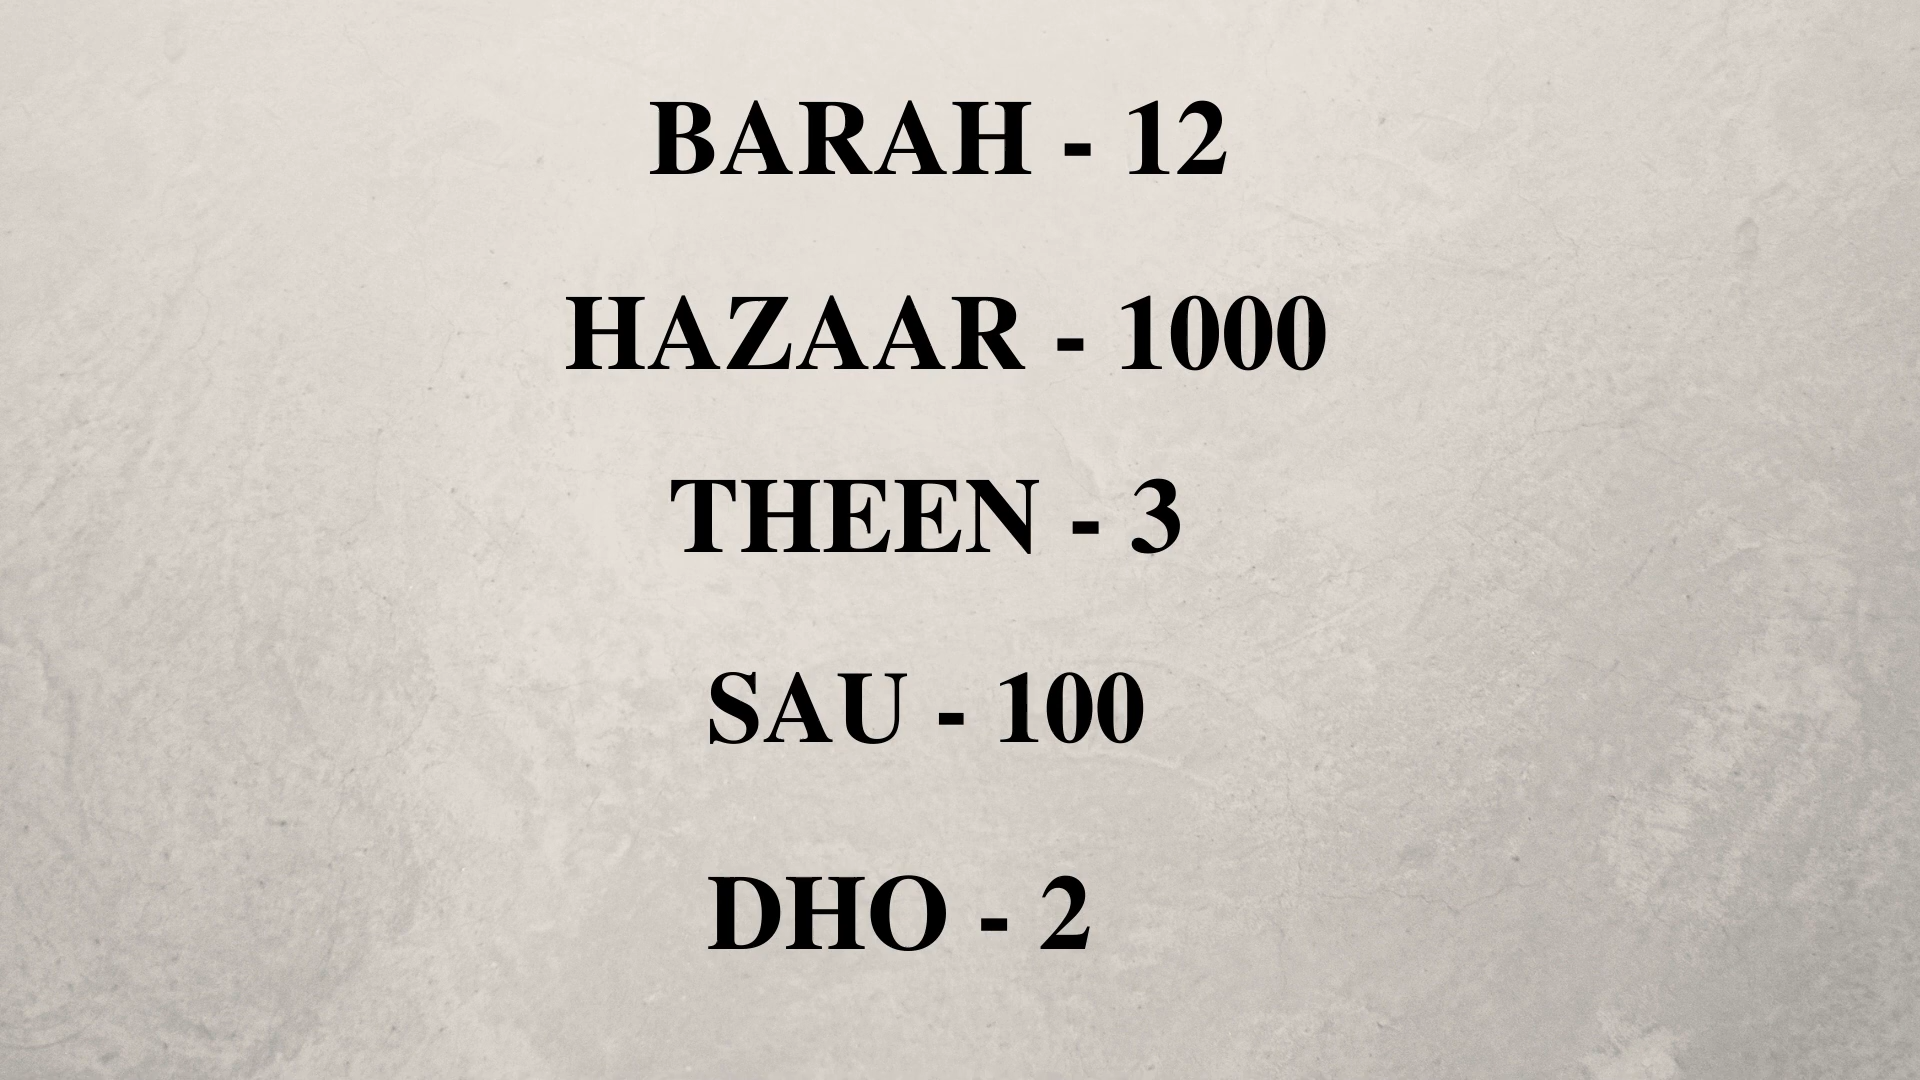 BARAH - 12
HAZAAR - 1000
THEEN - 3
SAU - 100
DHO - 2